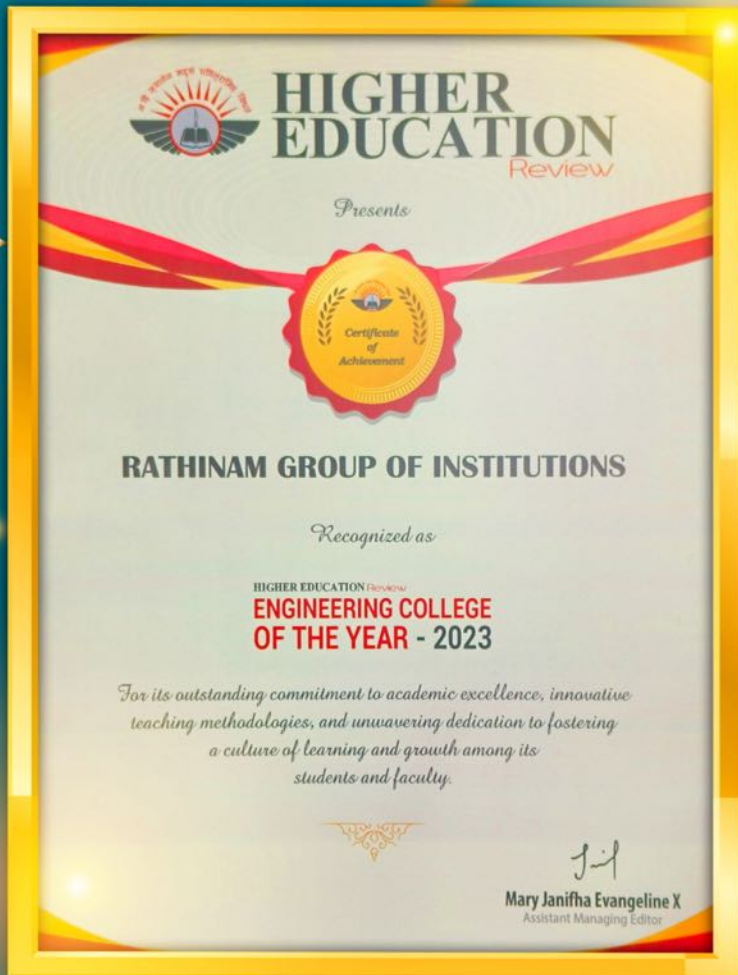 HIGHER
EDUCATION
Review
Presents
Certificate
of
Achievement
RATHINAM GROUP OF INSTITUTIONS
Recognized as
HIGHER EDUCATION Review
ENGINEERING COLLEGE
OF THE YEAR - 2023
For its outstanding commitment to academic excellence, innovative
teaching methodologies, and unwavering dedication to fostering
a culture of learning and growth among its
students and faculty.
Mary Janifha Evangeline X
Assistant Managing Editor